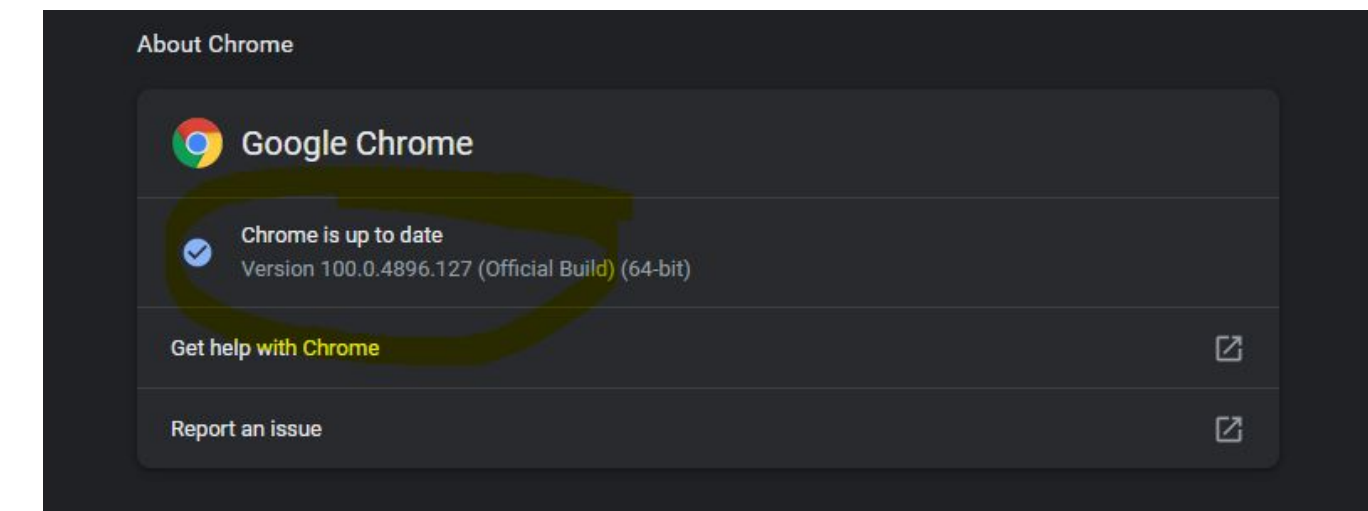 About Chrome
Google Chrome
Chrome is up to date
Version 100.0.4896.127 (Official Build) (64-bit)
Get help with Chrome
Report an issue